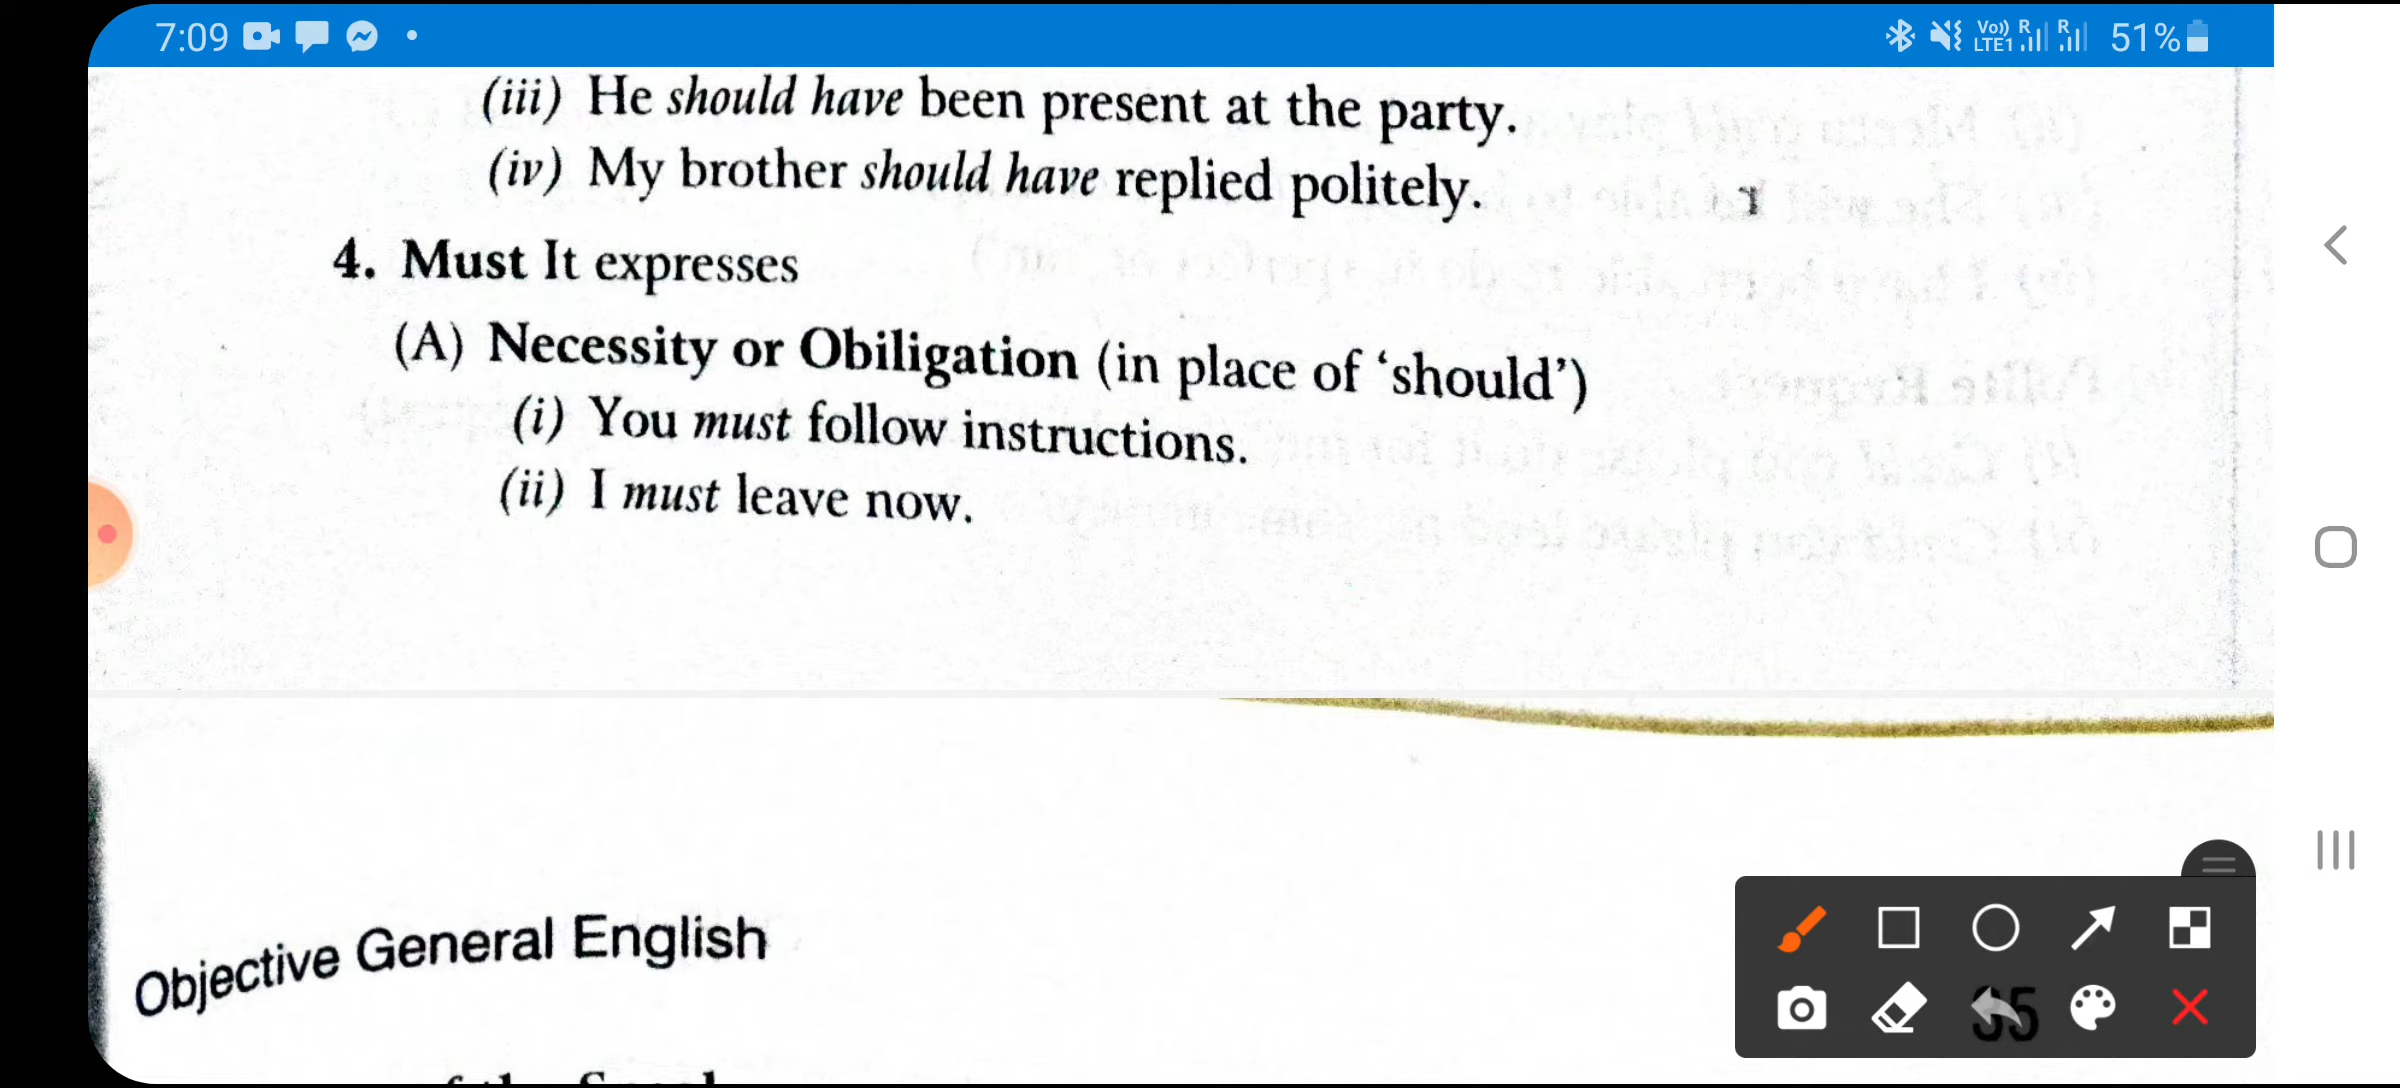 7:09 Vo)) R R LTE1 51%
(iii) He should have been present at the party.
(iv) My brother should have replied politely.
4. Must It expresses
(A) Necessity or Obiligation (in place of ‘should’)
(i) You must follow instructions.
(ii) I must leave now.
Objective General English